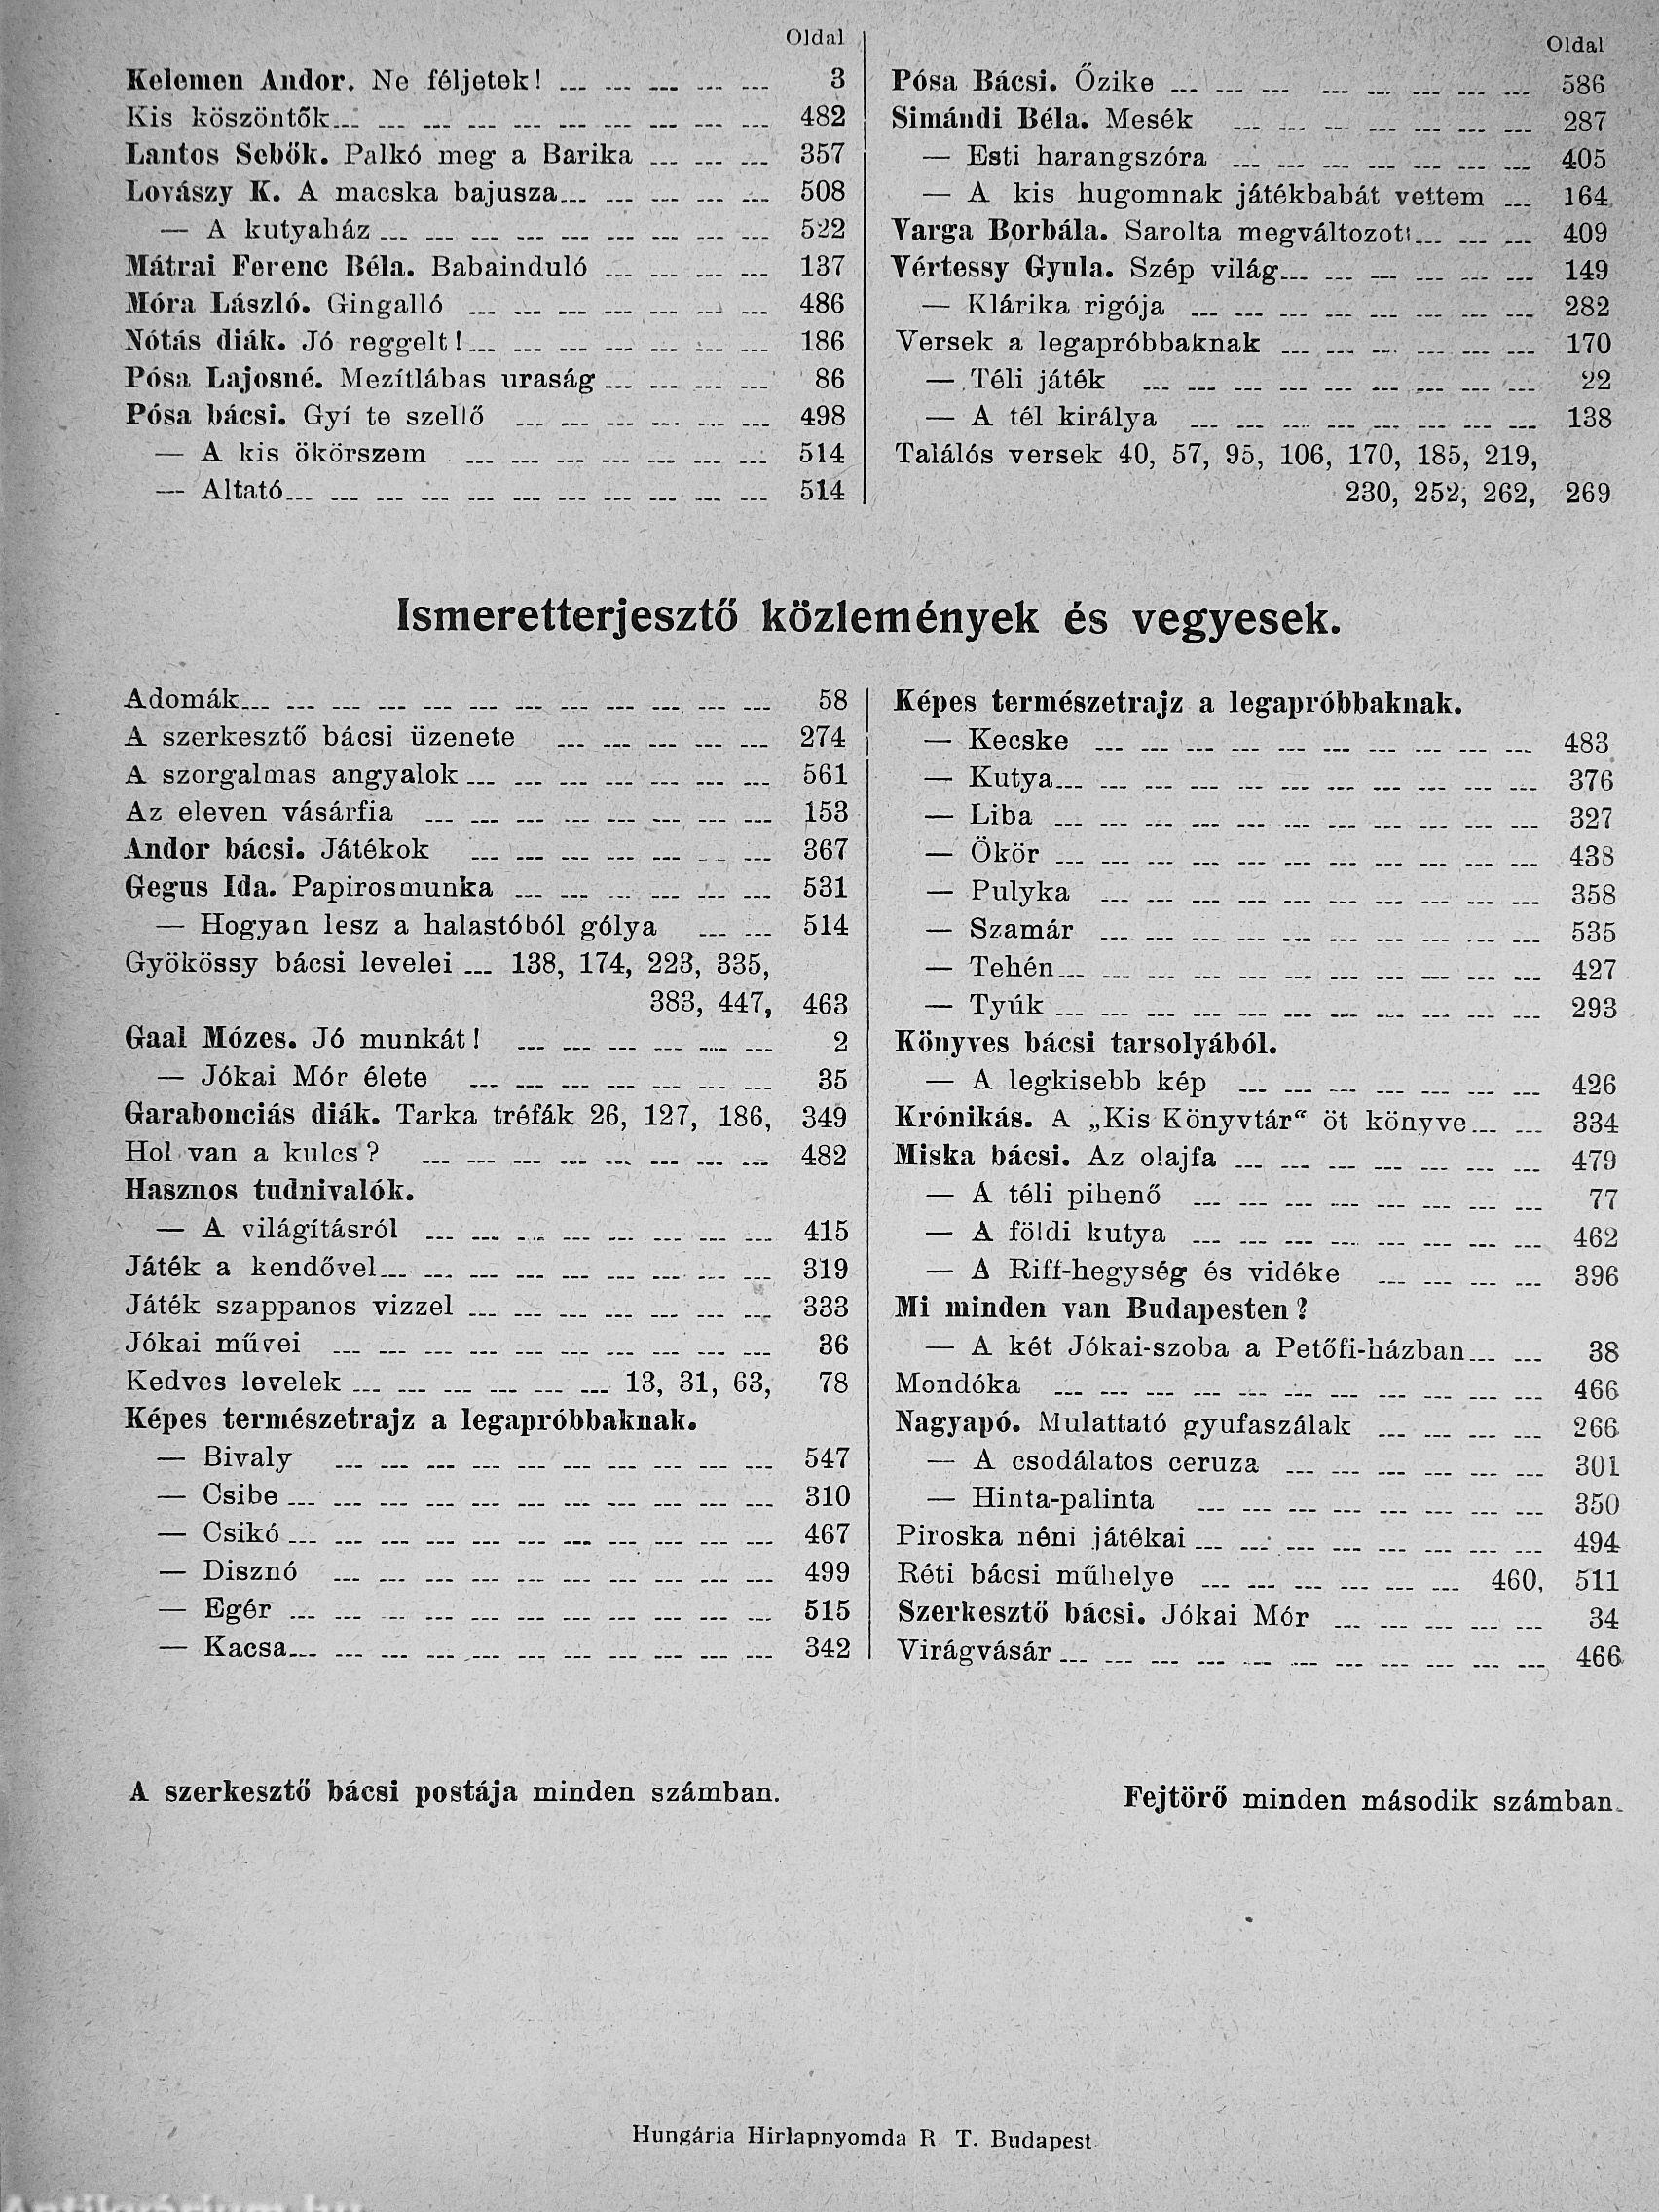 Oldal
Kelemen Andor. Ne féljetek! 3
Kis köszöntők 482
Lantos Sebők. Palkó meg a Barika 357
Lovászy K. A macska bajusza 508
— A kutyaház 522
Mátrai Ferenc Béla. Babainduló 137
Móra László. Gingalló 486
Nótás diák. Jó reggelt! 186
Pósa Lajosné. Mezítlábas uraság 86
Pósa bácsi. Gyí te szellő 498
— A kis ökörszem 514
— Altató 514
Oldal
Pósa Bácsi. Őzike 586
Simándi Béla. Mesék 287
— Esti harangszóra 405
— A kis hugomnak játékbabát vettem 164
Varga Borbála. Sarolta megváltozott 409
Vértessy Gyula. Szép világ 149
— Klárika rigója 282
Versek a legapróbbaknak 170
— Téli játék 22
— A tél királya 138
Találós versek 40, 57, 95, 106, 170, 185, 219,
230, 252, 262, 269
Ismeretterjesztő közlemények és vegyesek.
Adomák 58
A szerkesztő bácsi üzenete 274
A szorgalmas angyalok 561
Az eleven vásárfia 153
Andor bácsi. Játékok 367
Gegus Ida. Papirosmunka 531
— Hogyan lesz a halastóból gólya 514
Gyökössy bácsi levelei 138, 174, 223, 335,
383, 447, 463
Gaal Mózes. Jó munkát! 2
— Jókai Mór élete 35
Garabonciás diák. Tarka tréfák 26, 127, 186, 349
Hol van a kulcs? 482
Hasznos tudnivalók.
— A világításról 415
Játék a kendővel 319
Játék szappanos vizzel 333
Jókai művei 36
Kedves levelek 13, 31, 63, 78
Képes természetrajz a legapróbbaknak.
— Bivaly 547
— Csibe 310
— Csikó 467
— Disznó 499
— Egér 515
— Kacsa 342
Képes természetrajz a legapróbbaknak.
— Kecske 483
— Kutya 376
— Liba 327
— Ökör 438
— Pulyka 358
— Szamár 535
— Tehén 427
— Tyúk 293
Könyves bácsi tarsolyából.
— A legkisebb kép 426
Krónikás. A „Kis Könyvtár“ öt könyve 334
Miska bácsi. Az olajfa 479
— A téli pihenő 77
— A földi kutya 462
— A Riff-hegység és vidéke 396
Mi minden van Budapesten?
— A két Jókai-szoba a Petőfi-házban 38
Mondóka 466
Nagyapó. Mulattató gyufaszálak 266
— A csodálatos ceruza 301
— Hinta-palinta 350
Piroska néni játékai 494
Réti bácsi műhelye 460, 511
Szerkesztő bácsi. Jókai Mór 34
Virágvásár 466
A szerkesztő bácsi postája minden számban.
Fejtörő minden második számban.
Hungária Hirlapnyomda R. T. Budapest